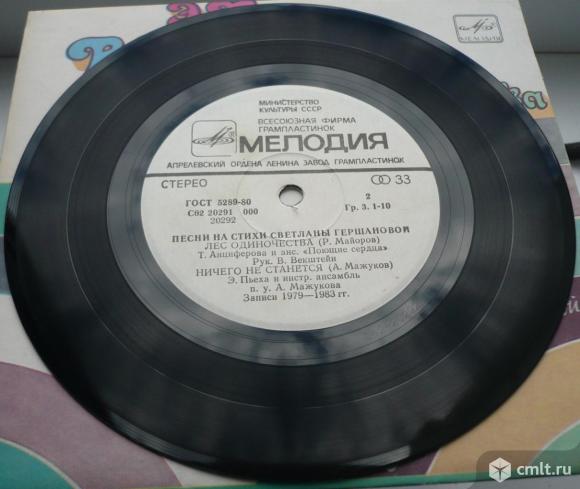 МЕЛОДИЯ
МИНИСТЕРСТВО
КУЛЬТУРЫ СССР
ВСЕСОЮЗНАЯ ФИРМА
ГРАМПЛАСТИНОК
МЕЛОДИЯ
АПРЕЛЕВСКИЙ ОРДЕНА ЛЕНИНА ЗАВОД ГРАМПЛАСТИНОК
СТЕРЕО 33
ГОСТ 5289-80 2
С62 20291 000 Гр. 3. 1-10
20292
ПЕСНИ НА СТИХИ СВЕТЛАНЫ ГЕРШАНОВОЙ
ЛЕС ОДИНОЧЕСТВА (Р. Майоров)
Т. Анциферова и анс. «Поющие сердца»
Рук. В. Векштейн
НИЧЕГО НЕ СТАНЕТСЯ (А. Мажуков)
Э. Пьеха и инстр. ансамбль
п. у. А. Мажукова
Записи 1979—1983 гг.
cmlt.ru